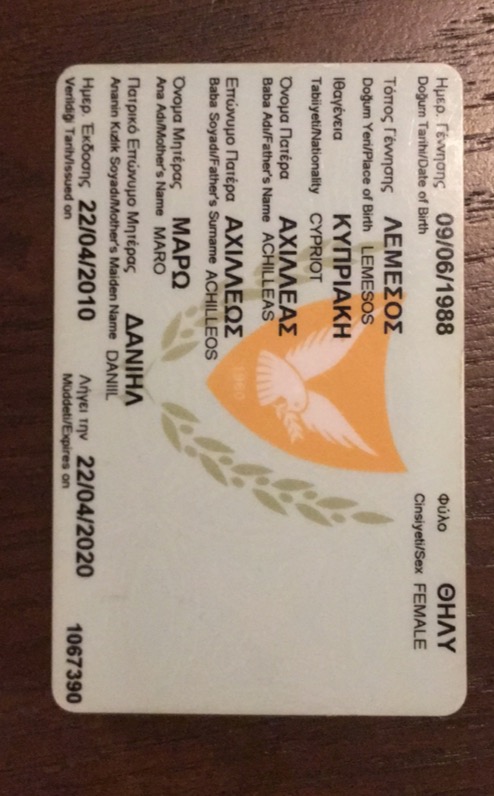 Ημερ. Γέννησης 09/06/1988 Φύλο ΘΗΛΥ
Doğum Tarihi/Date of Birth Cinsiyeti/Sex FEMALE
Τόπος Γέννησης ΛΕΜΕΣΟΣ
Doğum Yeri/Place of Birth LEMESOS
Ιθαγένεια ΚΥΠΡΙΑΚΗ
Tabiiyeti/Nationality CYPRIOT
Όνομα Πατέρα ΑΧΙΛΛΕΑΣ
Baba Adı/Father's Name ACHILLEAS
Επώνυμο Πατέρα ΑΧΙΛΛΕΩΣ
Baba Soyadı/Father's Surname ACHILLEOS
Όνομα Μητέρας ΜΑΡΩ
Ana Adı/Mother's Name MARO
Πατρικό Επώνυμο Μητέρας ΔΑΝΙΗΛ
Ananin Kızlık Soyadı/Mother's Maiden Name DANIIL
Ημερ. Έκδοσης 22/04/2010 Λήγει την 22/04/2020 1067390
Verildiği Tarih/Issued on Müddeti/Expires on
1960